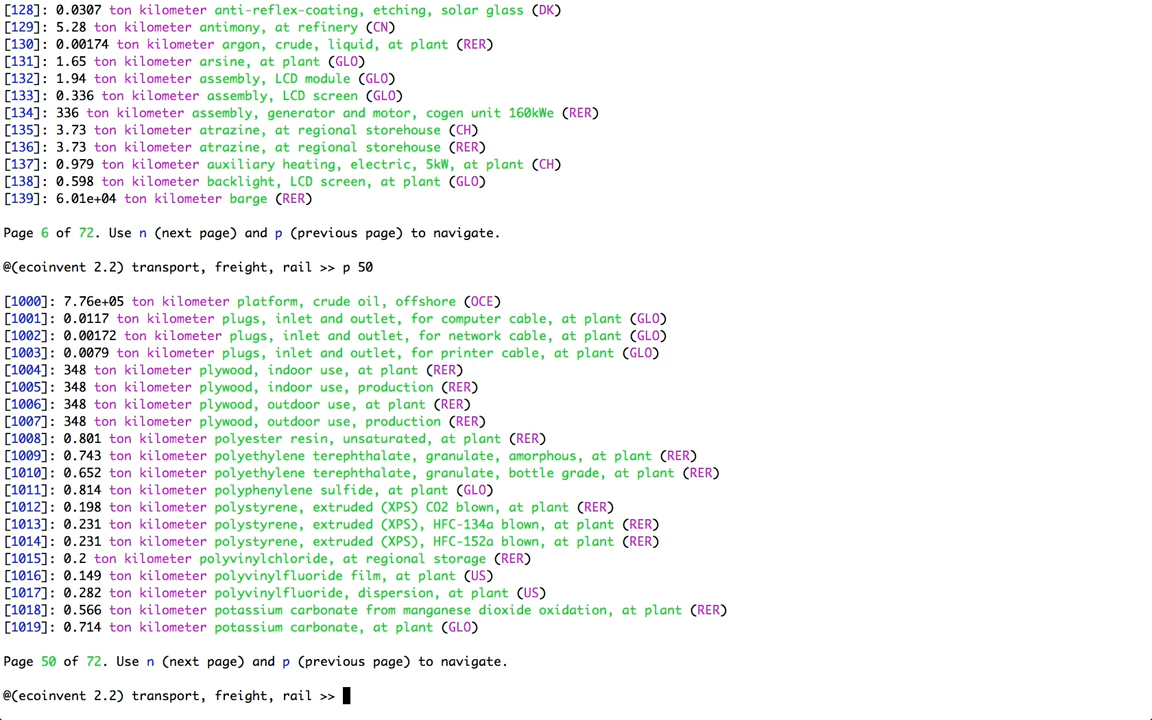 [128]: 0.0307 ton kilometer anti-reflex-coating, etching, solar glass (DK)
[129]: 5.28 ton kilometer antimony, at refinery (CN)
[130]: 0.00174 ton kilometer argon, crude, liquid, at plant (RER)
[131]: 1.65 ton kilometer arsine, at plant (GLO)
[132]: 1.94 ton kilometer assembly, LCD module (GLO)
[133]: 0.336 ton kilometer assembly, LCD screen (GLO)
[134]: 336 ton kilometer assembly, generator and motor, cogen unit 160kWe (RER)
[135]: 3.73 ton kilometer atrazine, at regional storehouse (CH)
[136]: 3.73 ton kilometer atrazine, at regional storehouse (RER)
[137]: 0.979 ton kilometer auxiliary heating, electric, 5kW, at plant (CH)
[138]: 0.598 ton kilometer backlight, LCD screen, at plant (GLO)
[139]: 6.01e+04 ton kilometer barge (RER)
Page 6 of 72. Use n (next page) and p (previous page) to navigate.
@(ecoinvent 2.2) transport, freight, rail >> p 50
[1000]: 7.76e+05 ton kilometer platform, crude oil, offshore (OCE)
[1001]: 0.0117 ton kilometer plugs, inlet and outlet, for computer cable, at plant (GLO)
[1002]: 0.00172 ton kilometer plugs, inlet and outlet, for network cable, at plant (GLO)
[1003]: 0.0079 ton kilometer plugs, inlet and outlet, for printer cable, at plant (GLO)
[1004]: 348 ton kilometer plywood, indoor use, at plant (RER)
[1005]: 348 ton kilometer plywood, indoor use, production (RER)
[1006]: 348 ton kilometer plywood, outdoor use, at plant (RER)
[1007]: 348 ton kilometer plywood, outdoor use, production (RER)
[1008]: 0.801 ton kilometer polyester resin, unsaturated, at plant (RER)
[1009]: 0.743 ton kilometer polyethylene terephthalate, granulate, amorphous, at plant (RER)
[1010]: 0.652 ton kilometer polyethylene terephthalate, granulate, bottle grade, at plant (RER)
[1011]: 0.814 ton kilometer polyphenylene sulfide, at plant (GLO)
[1012]: 0.198 ton kilometer polystyrene, extruded (XPS) CO2 blown, at plant (RER)
[1013]: 0.231 ton kilometer polystyrene, extruded (XPS), HFC-134a blown, at plant (RER)
[1014]: 0.231 ton kilometer polystyrene, extruded (XPS), HFC-152a blown, at plant (RER)
[1015]: 0.2 ton kilometer polyvinylchloride, at regional storage (RER)
[1016]: 0.149 ton kilometer polyvinylfluoride film, at plant (US)
[1017]: 0.282 ton kilometer polyvinylfluoride, dispersion, at plant (US)
[1018]: 0.566 ton kilometer potassium carbonate from manganese dioxide oxidation, at plant (RER)
[1019]: 0.714 ton kilometer potassium carbonate, at plant (GLO)
Page 50 of 72. Use n (next page) and p (previous page) to navigate.
@(ecoinvent 2.2) transport, freight, rail >>